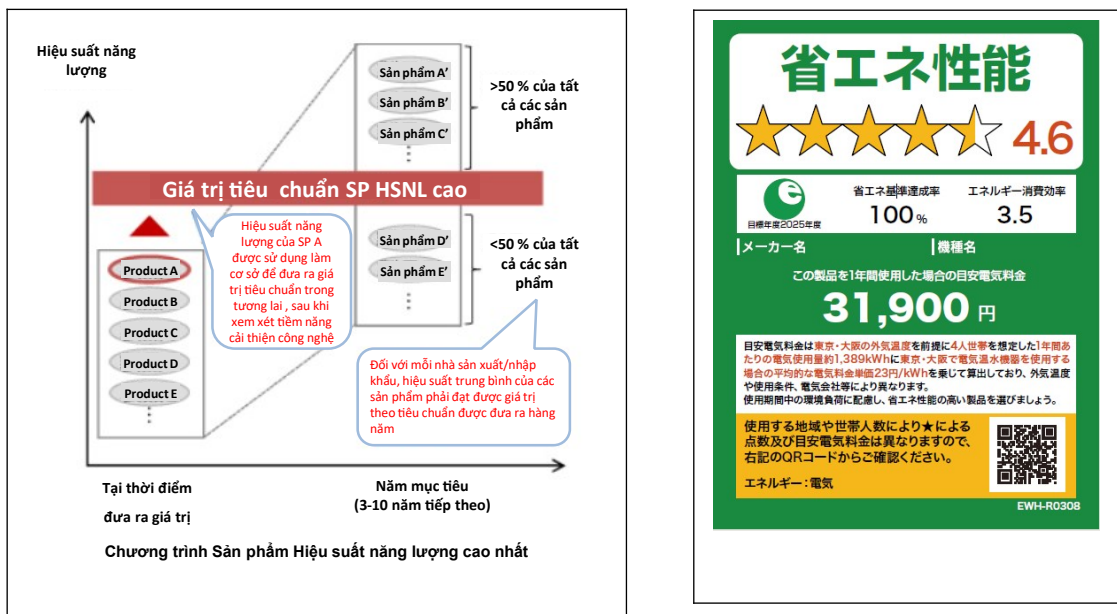 Hiệu suất năng
lượng
Sản phẩm A’
Sản phẩm B’
Sản phẩm C’
>50 % của tất
cả các sản
phẩm
Giá trị tiêu chuẩn SP HSNL cao
Hiệu suất năng
lượng của SP A
được sử dụng làm
cơ sở để đưa ra giá
trị tiêu chuẩn trong
tương lai , sau khi
xem xét tiềm năng
cải thiện công nghệ
Sản phẩm D’
Sản phẩm E’
<50 % của tất
cả các sản
phẩm
Product A
Product B
Product C
Product D
Product E
Đối với mỗi nhà sản xuất/nhập
khẩu, hiệu suất trung bình của các
sản phẩm phải đạt được giá trị
theo tiêu chuẩn được đưa ra hàng
năm
Tại thời điểm
đưa ra giá trị
Năm mục tiêu
(3-10 năm tiếp theo)
Chương trình Sản phẩm Hiệu suất năng lượng cao nhất
省エネ性能
4.6
目標年度2025年度
省エネ基準達成率
100%
エネルギー消費効率
3.5
メーカー名
機種名
この製品を1年間使用した場合の目安電気料金
31,900 円
目安電気料金は東京・大阪の外気温度を前提に4人世帯を想定した1年間あ
たりの電気使用量約1,389kWhに東京・大阪で電気温水機器を使用する
場合の平均的な電気料金単価23円/kWhを乗じて算出しており、外気温度
や使用条件、電気会社等により異なります。
使用期間中の環境負荷に配慮し、省エネ性能の高い製品を選びましょう。
使用する地域や世帯人数により★による
点数及び目安電気料金は異なりますので、
右記のQRコードからご確認ください。
エネルギー：電気
EWH-R0308